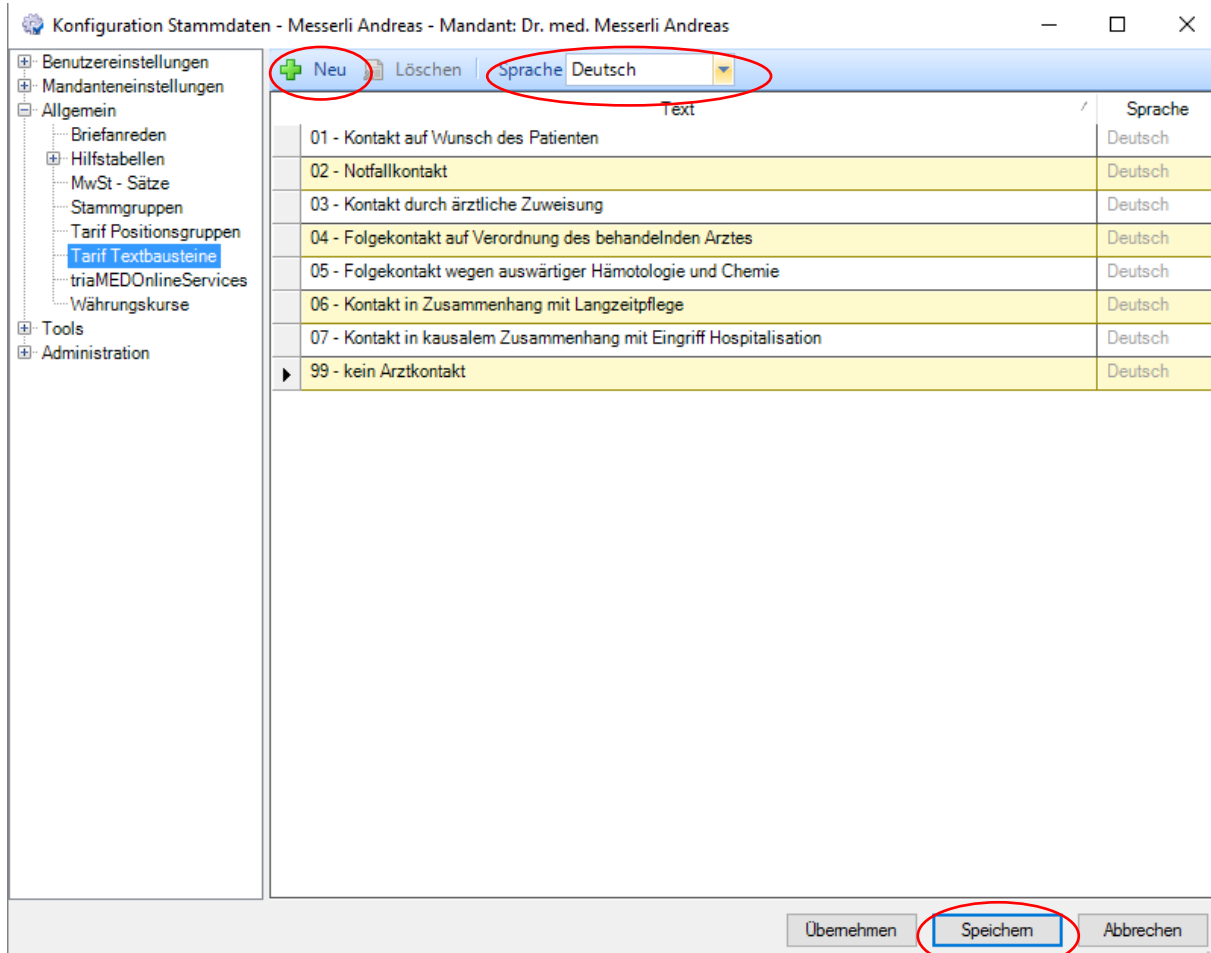 Konfiguration Stammdaten - Messerli Andreas - Mandant: Dr. med. Messerli Andreas
Benutzereinstellungen
Mandanteneinstellungen
Allgemein
Briefanreden
Hilfstabellen
MwSt - Sätze
Stammgruppen
Tarif Positionsgruppen
Tarif Textbausteine
triaMEDOnlineServices
Währungskurse
Tools
Administration
Neu Löschen Sprache Deutsch
Text Sprache
01 - Kontakt auf Wunsch des Patienten Deutsch
02 - Notfallkontakt Deutsch
03 - Kontakt durch ärztliche Zuweisung Deutsch
04 - Folgekontakt auf Verordnung des behandelnden Arztes Deutsch
05 - Folgekontakt wegen auswärtiger Hämotologie und Chemie Deutsch
06 - Kontakt in Zusammenhang mit Langzeitpflege Deutsch
07 - Kontakt in kausalem Zusammenhang mit Eingriff Hospitalisation Deutsch
99 - kein Arztkontakt Deutsch
Übernehmen Speichern Abbrechen